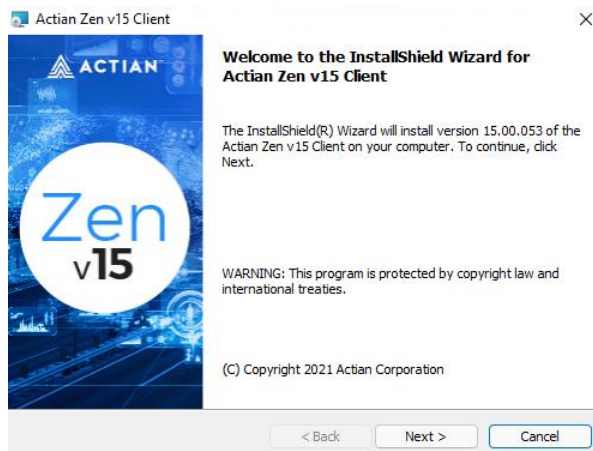 Actian Zen v15 Client
ACTIAN
Zen
v15
Welcome to the InstallShield Wizard for
Actian Zen v15 Client
The InstallShield(R) Wizard will install version 15.00.053 of the
Actian Zen v15 Client on your computer. To continue, click
Next.
WARNING: This program is protected by copyright law and
international treaties.
(C) Copyright 2021 Actian Corporation
< Back
Next >
Cancel